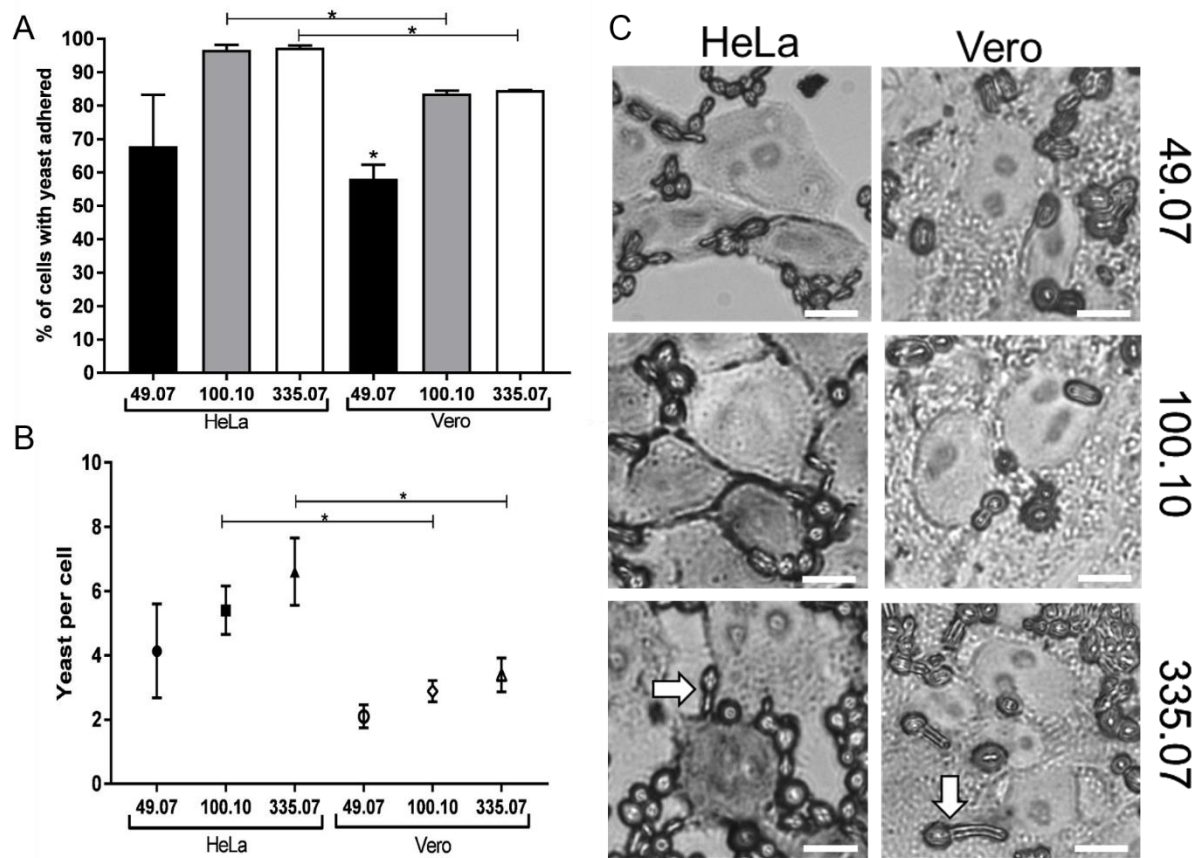 A
* 
*
% of cells with yeast adhered
100
90
80
70
60
50
40
30
20
10
0
*
49.07 100.10 335.07 49.07 100.10 335.07
HeLa Vero
B
Yeast per cell
10
8
6
4
2
0
*
*
49.07 100.10 335.07 49.07 100.10 335.07
HeLa Vero
C
HeLa Vero
49.07
100.10
335.07